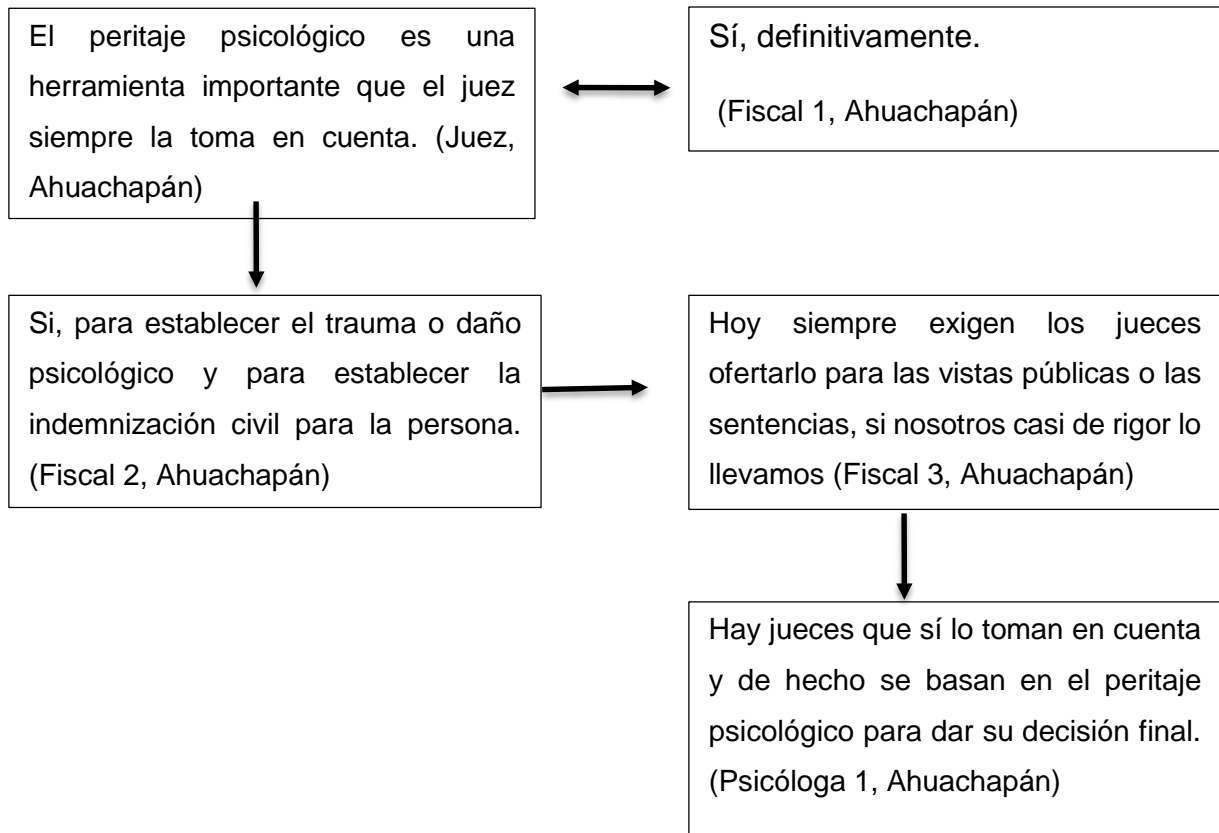 El peritaje psicológico es una
herramienta importante que el juez
siempre la toma en cuenta. (Juez,
Ahuachapán)
Sí, definitivamente.
(Fiscal 1, Ahuachapán)
Si, para establecer el trauma o daño
psicológico y para establecer la
indemnización civil para la persona.
(Fiscal 2, Ahuachapán)
Hoy siempre exigen los jueces
ofertarlo para las vistas públicas o las
sentencias, si nosotros casi de rigor lo
llevamos (Fiscal 3, Ahuachapán)
Hay jueces que sí lo toman en cuenta
y de hecho se basan en el peritaje
psicológico para dar su decisión final.
(Psicóloga 1, Ahuachapán)